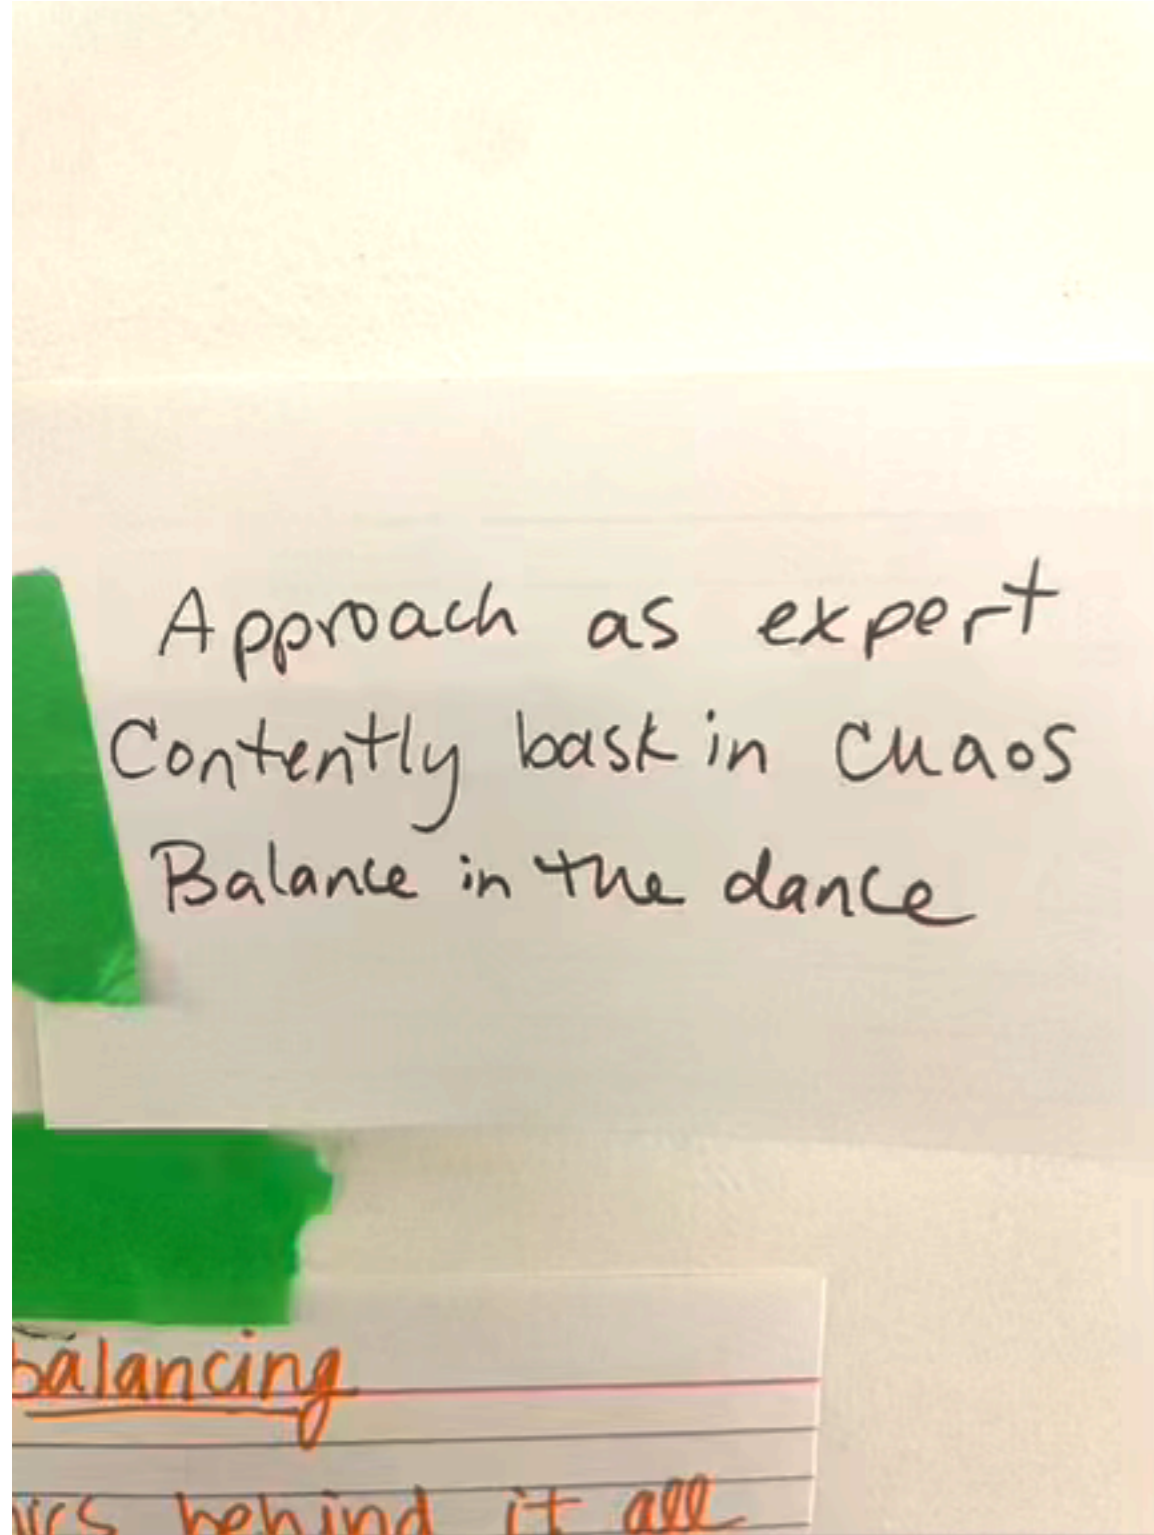 Approach as expert
Contently bask in chaos
Balance in the dance
balancing
behind it all